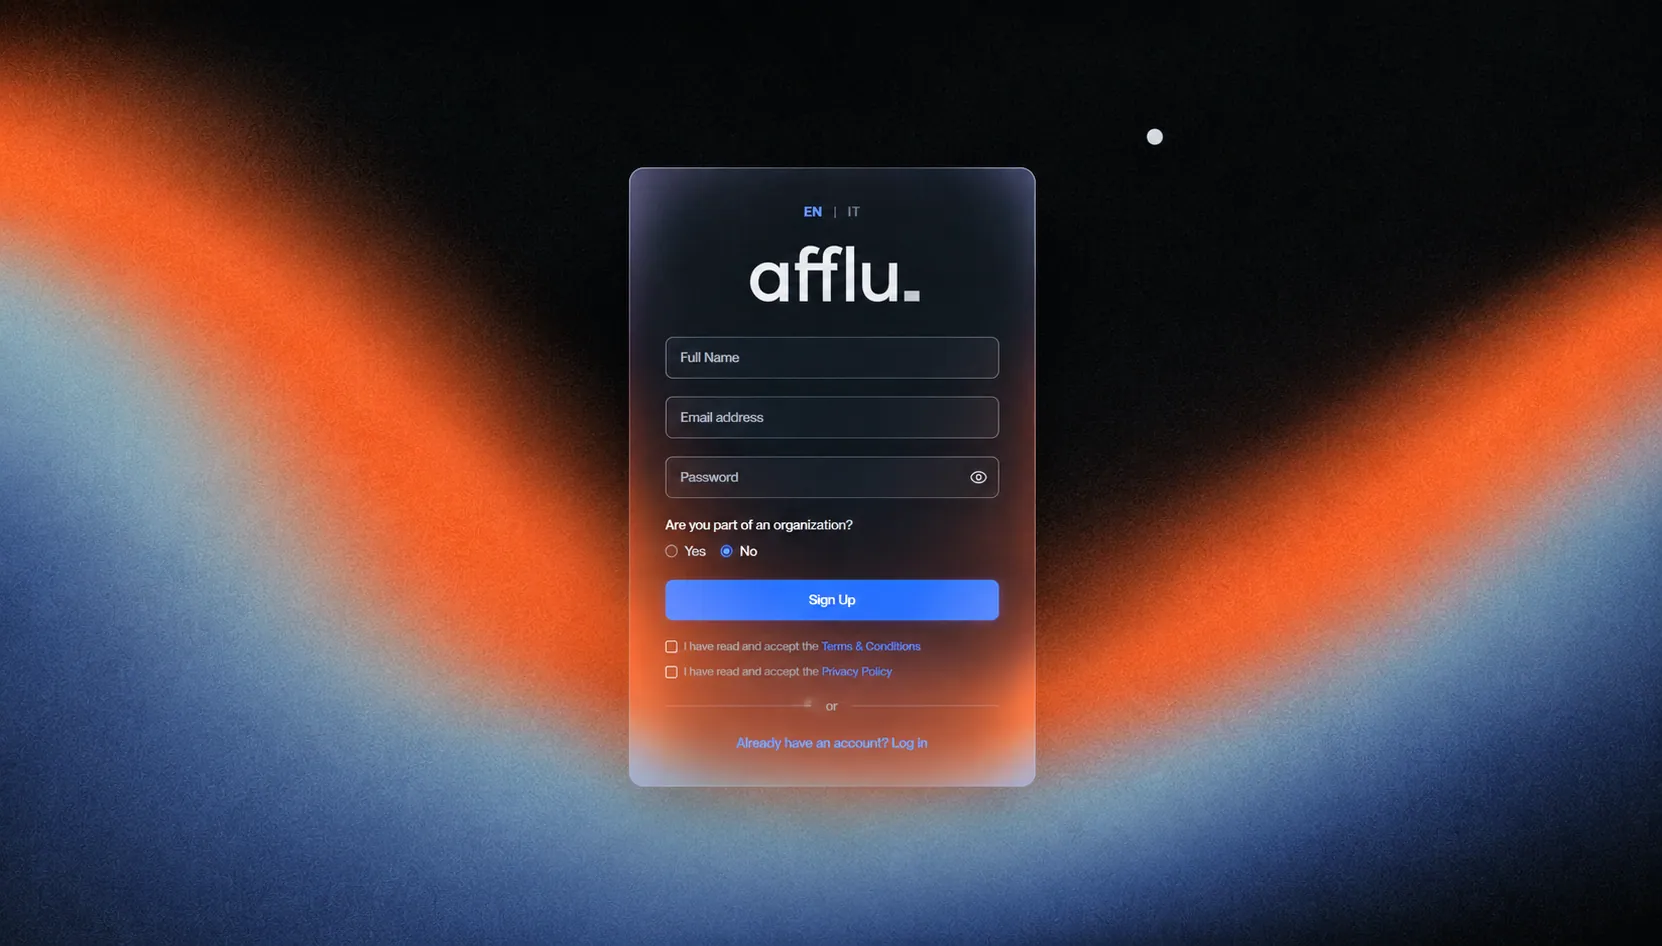 EN | IT
afflu.
Full Name
Email address
Password
Are you part of an organization?
Yes No
Sign Up
I have read and accept the Terms & Conditions
I have read and accept the Privacy Policy
or
Already have an account? Log in